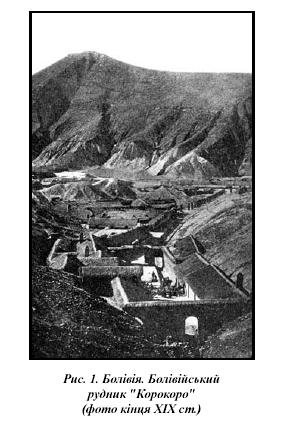 Рис. 1. Болівія. Болівійський
рудник "Корокоро"
(фото кінця XIX ст.)